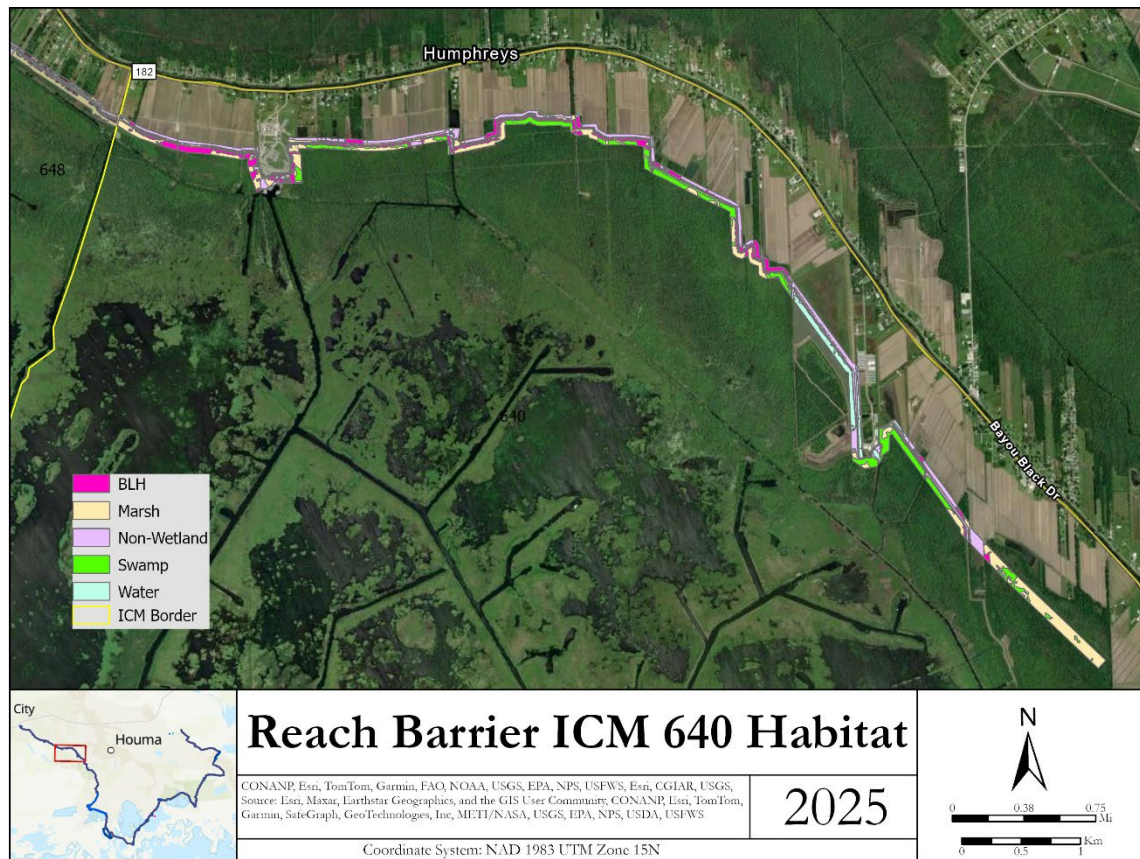 Humphreys
182
648
640
Bayou Black Dr
BLH
Marsh
Non-Wetland
Swamp
Water
ICM Border
City
Houma
Reach Barrier ICM 640 Habitat
CONANP, Esri, TomTom, Garmin, FAO, NOAA, USGS, EPA, NPS, USFWS, Esri, CGIAR, USGS,
Source: Esri, Maxar, Earthstar Geographics, and the GIS User Community, CONANP, Esri, TomTom,
Garmin, SafeGraph, GeoTechnologies, Inc, METI/NASA, USGS, EPA, NPS, USDA, USFWS
2025
Coordinate System: NAD 1983 UTM Zone 15N
N
0 0.38 0.75
Mi
Km
0 0.5 1